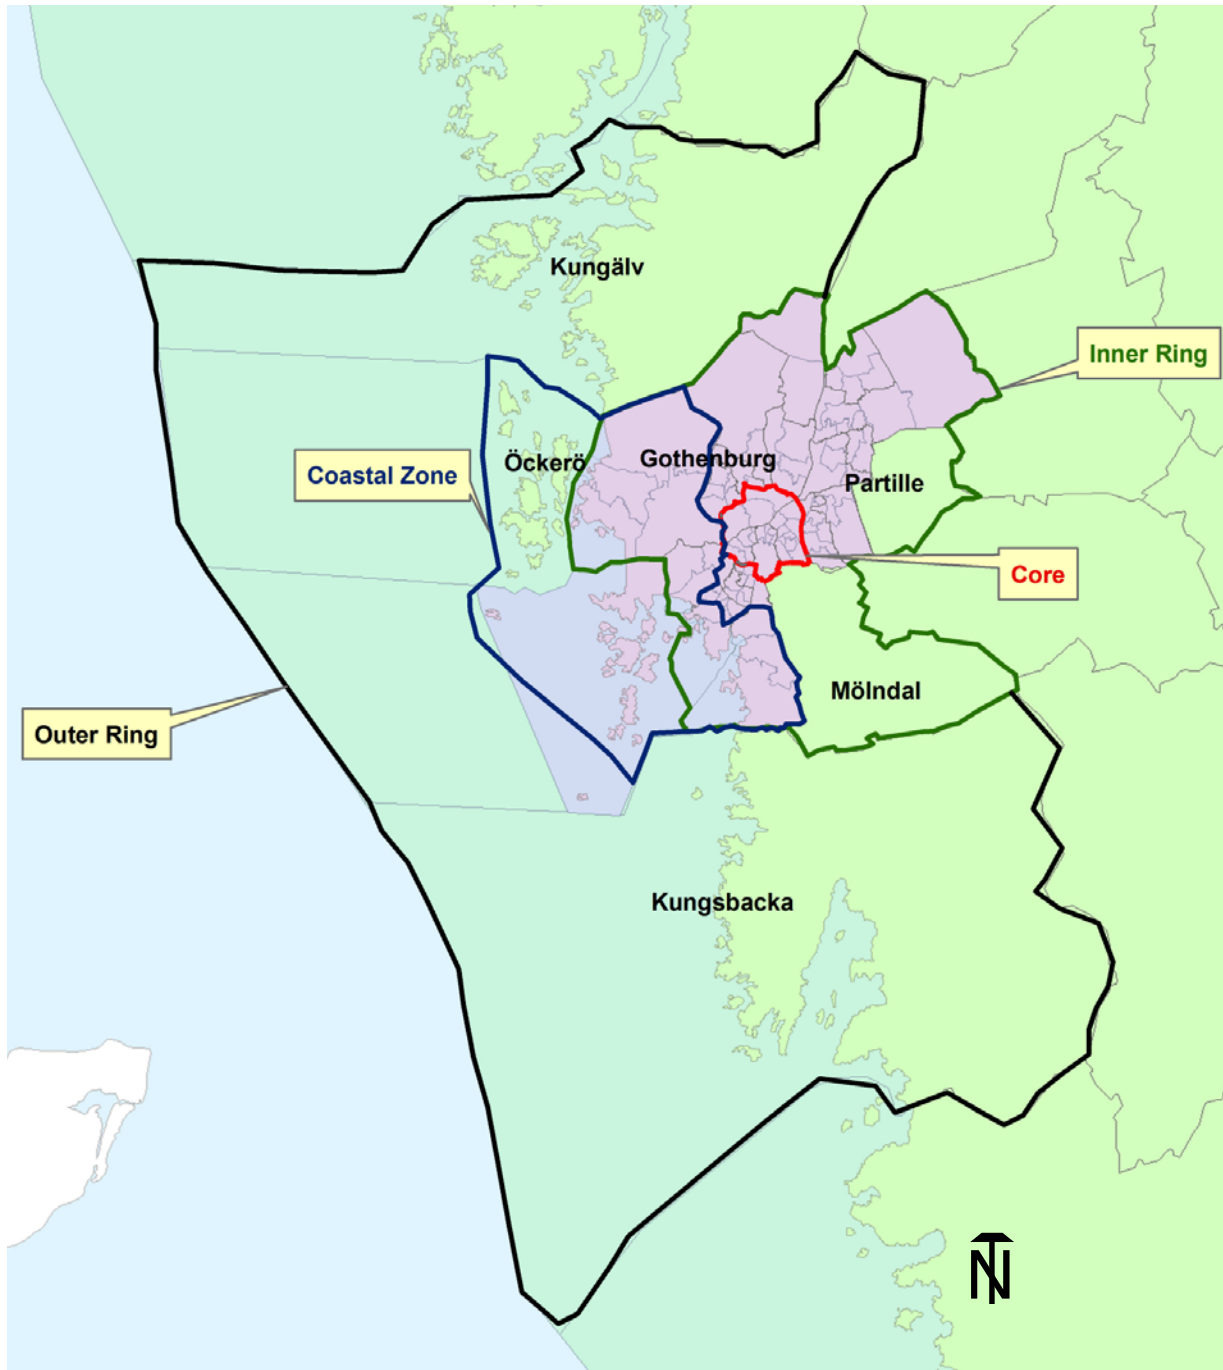 Kungälv
Inner Ring
Öckerö
Gothenburg
Coastal Zone
Partille
Core
Mölndal
Outer Ring
Kungsbacka
N